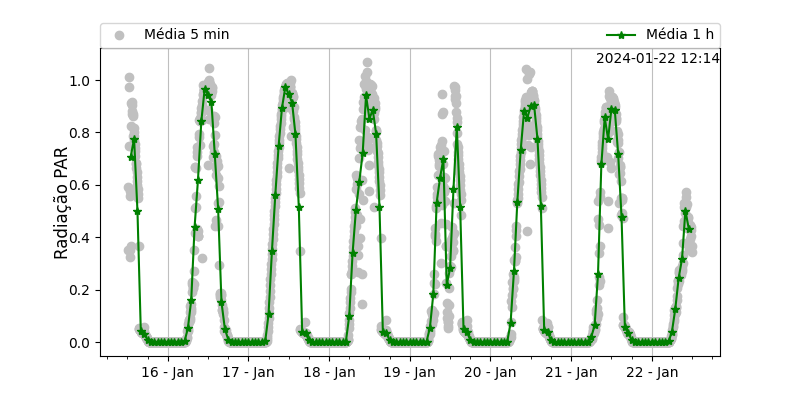 Média 5 min
Média 1 h
2024-01-22 12:14
Radiação PAR
1.0
0.8
0.6
0.4
0.2
0.0
16 - Jan
17 - Jan
18 - Jan
19 - Jan
20 - Jan
21 - Jan
22 - Jan